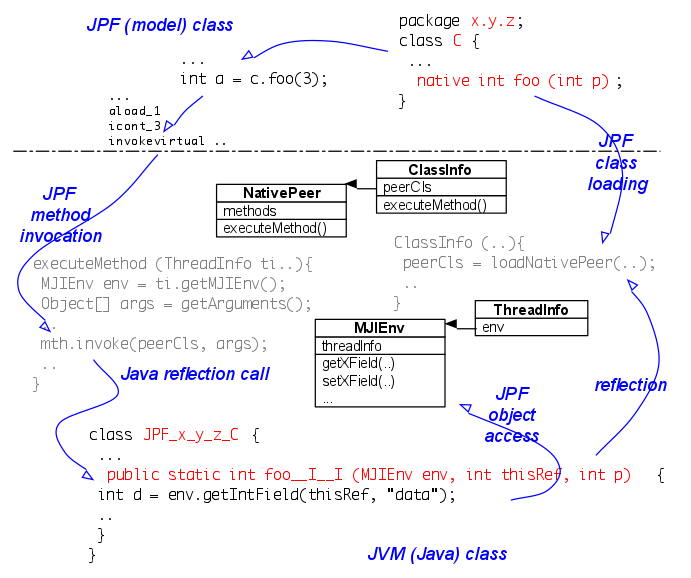 JPF (model) class
package x.y.z;
class C {
...
native int foo (int p) ;
}
...
int a = c.foo(3);
...
aload_1
icont_3
invokevirtual ..
JPF
class
loading
JPF
method
invocation
ClassInfo
peerCls
executeMethod()
NativePeer
methods
executeMethod()
executeMethod (ThreadInfo ti..){
MJIEnv env = ti.getMJIEnv();
Object[] args = getArguments();
..
mth.invoke(peerCls, args);
..
}
ClassInfo (..){
peerCls = loadNativePeer(..);
..
}
MJIEnv
threadInfo
getXField(..)
setXField(..)
...
ThreadInfo
env
Java reflection call
JPF
object
access
reflection
class JPF_x_y_z_C {
...
public static int foo__I__I (MJIEnv env, int thisRef, int p) {
int d = env.getIntField(thisRef, "data");
..
}
}
JVM (Java) class